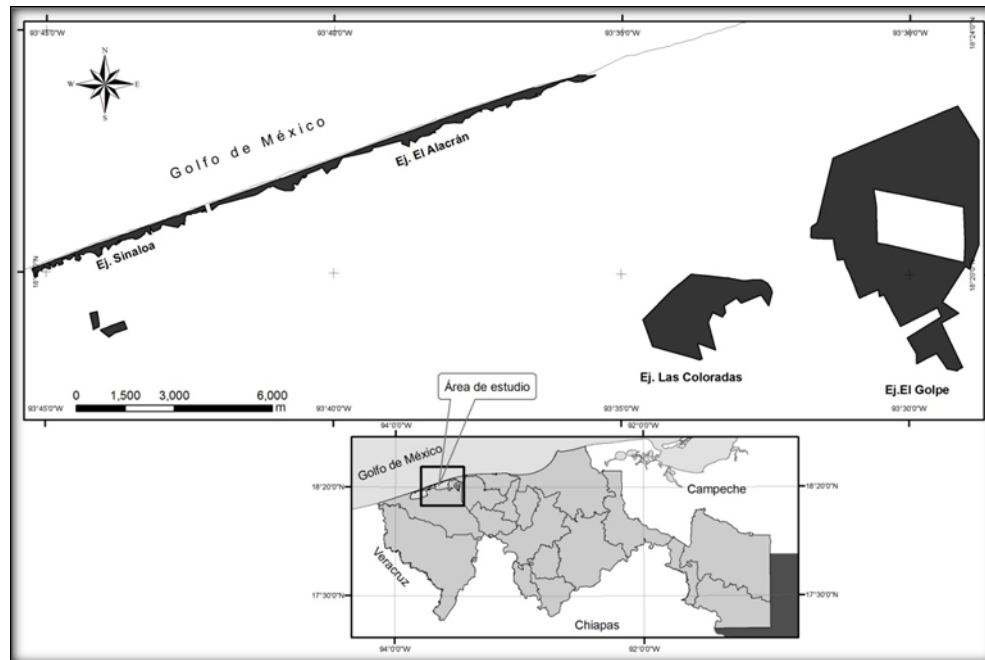 93°45'0"W 93°40'0"W 93°35'0"W 93°30'0"W
18°24'0"N
N
W E
S
Golfo de México
Ej. El Alacrán
Ej. Sinaloa
18°20'0"N
Ej. Las Coloradas
Ej.El Golpe
0 1,500 3,000 6,000
m
93°45'0"W 93°40'0"W 93°35'0"W 93°30'0"W
Área de estudio
94°0'0"W 92°0'0"W
Golfo de México
18°20'0"N 18°20'0"N
Campeche
Veracruz
17°30'0"N 17°30'0"N
Chiapas
94°0'0"W 92°0'0"W